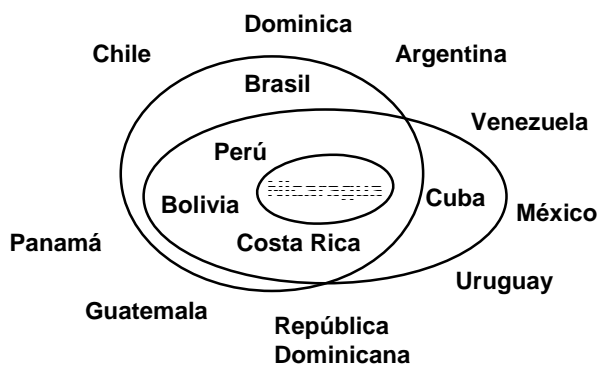 Dominica
Chile
Argentina
Brasil
Venezuela
Perú
Bolivia
Cuba
México
Panamá
Costa Rica
Uruguay
Guatemala
República
Dominicana